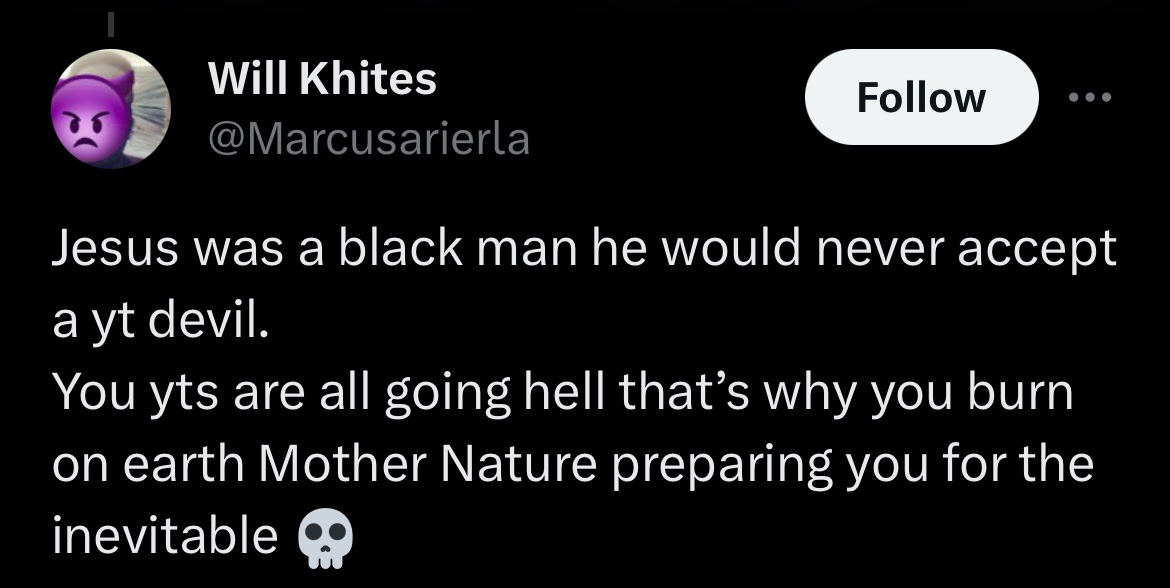 Will Khites
@Marcusarierla
Follow
Jesus was a black man he would never accept
a yt devil.
You yts are all going hell that’s why you burn
on earth Mother Nature preparing you for the
inevitable 💀